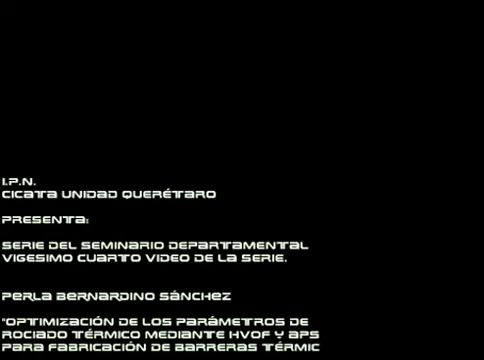 I.P.N.
CICATA UNIDAD QUERÉTARO
PRESENTA:
SERIE DEL SEMINARIO DEPARTAMENTAL
VIGESIMO CUARTO VIDEO DE LA SERIE.
PERLA BERNARDINO SÁNCHEZ
"OPTIMIZACIÓN DE LOS PARÁMETROS DE
ROCIADO TÉRMICO MEDIANTE HVOF Y APS
PARA FABRICACIÓN DE BARRERAS TÉRMIC